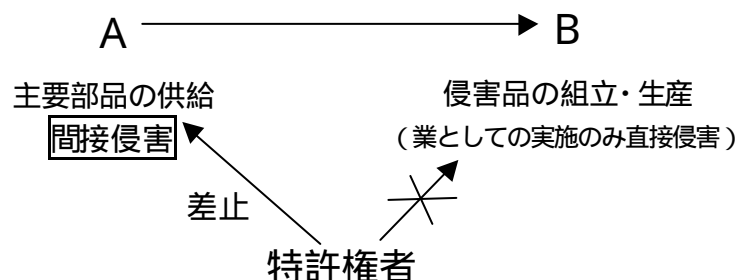 A
B
主要部品の供給
間接侵害
侵害品の組立・生産
（業としての実施のみ直接侵害）
差止
特許権者